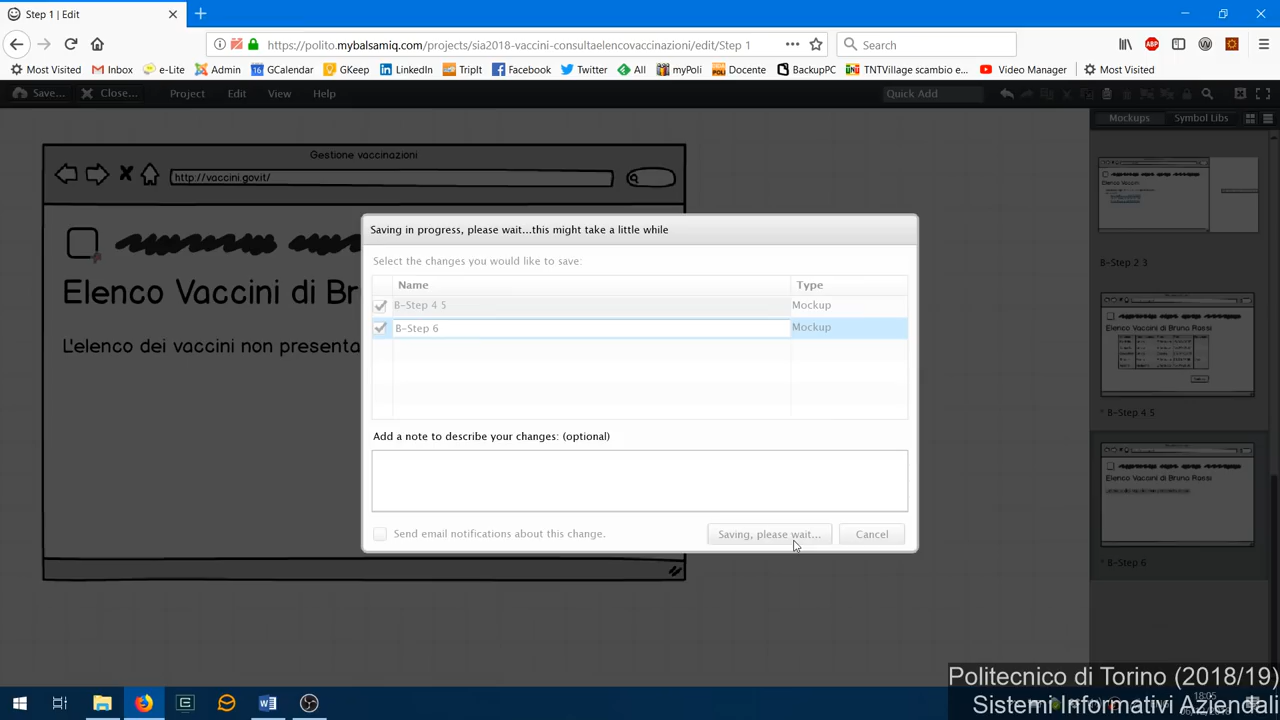 Step 1 | Edit
https://polito.mybalsamiq.com/projects/sia2018-vaccini-consultaelencovaccinazioni/edit/Step 1
Search
Most Visited
Inbox
e-Lite
Admin
GCalendar
GKeep
LinkedIn
TripIt
Facebook
Twitter
All
myPoli
Docente
BackupPC
TNTVillage scambio e...
Video Manager
Most Visited
Save...
Close...
Project
Edit
View
Help
Quick Add
Mockups
Symbol Libs
Gestione vaccinazioni
http://vaccini.gov.it/
Elenco Vaccini di Br
L'elenco dei vaccini non presenta
Saving in progress, please wait...this might take a little while
Select the changes you would like to save:
Name Type
B-Step 4 5 Mockup
B-Step 6 Mockup
Add a note to describe your changes: (optional)
Send email notifications about this change.
Saving, please wait...
Cancel
Elenco Vaccini
B-Step 2 3
Elenco Vaccini di Bruno Rossi
* B-Step 4 5
Elenco Vaccini di Bruno Rossi
* B-Step 6
Politecnico di Torino (2018/19)
18:05
Sistemi Informativi Aziendali